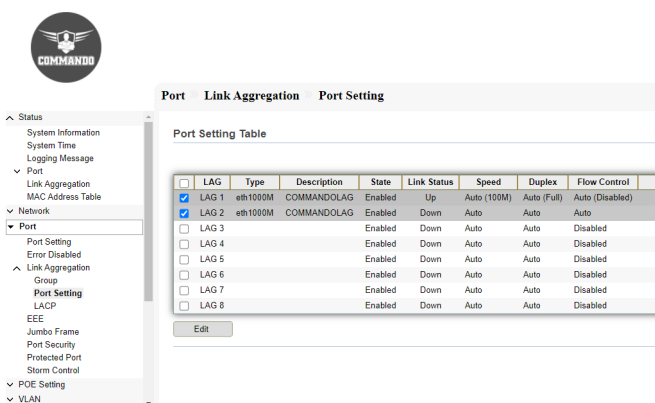 COMMANDO
Port » Link Aggregation » Port Setting
Status
System Information
System Time
Logging Message
Port
Link Aggregation
MAC Address Table
Network
Port
Port Setting
Error Disabled
Link Aggregation
Group
Port Setting
LACP
EEE
Jumbo Frame
Port Security
Protected Port
Storm Control
POE Setting
VLAN
Port Setting Table
LAG Type Description State Link Status Speed Duplex Flow Control
LAG 1 eth1000M COMMANDOLAG Enabled Up Auto (100M) Auto (Full) Auto (Disabled)
LAG 2 eth1000M COMMANDOLAG Enabled Down Auto Auto Auto
LAG 3 Enabled Down Auto Auto Disabled
LAG 4 Enabled Down Auto Auto Disabled
LAG 5 Enabled Down Auto Auto Disabled
LAG 6 Enabled Down Auto Auto Disabled
LAG 7 Enabled Down Auto Auto Disabled
LAG 8 Enabled Down Auto Auto Disabled
Edit